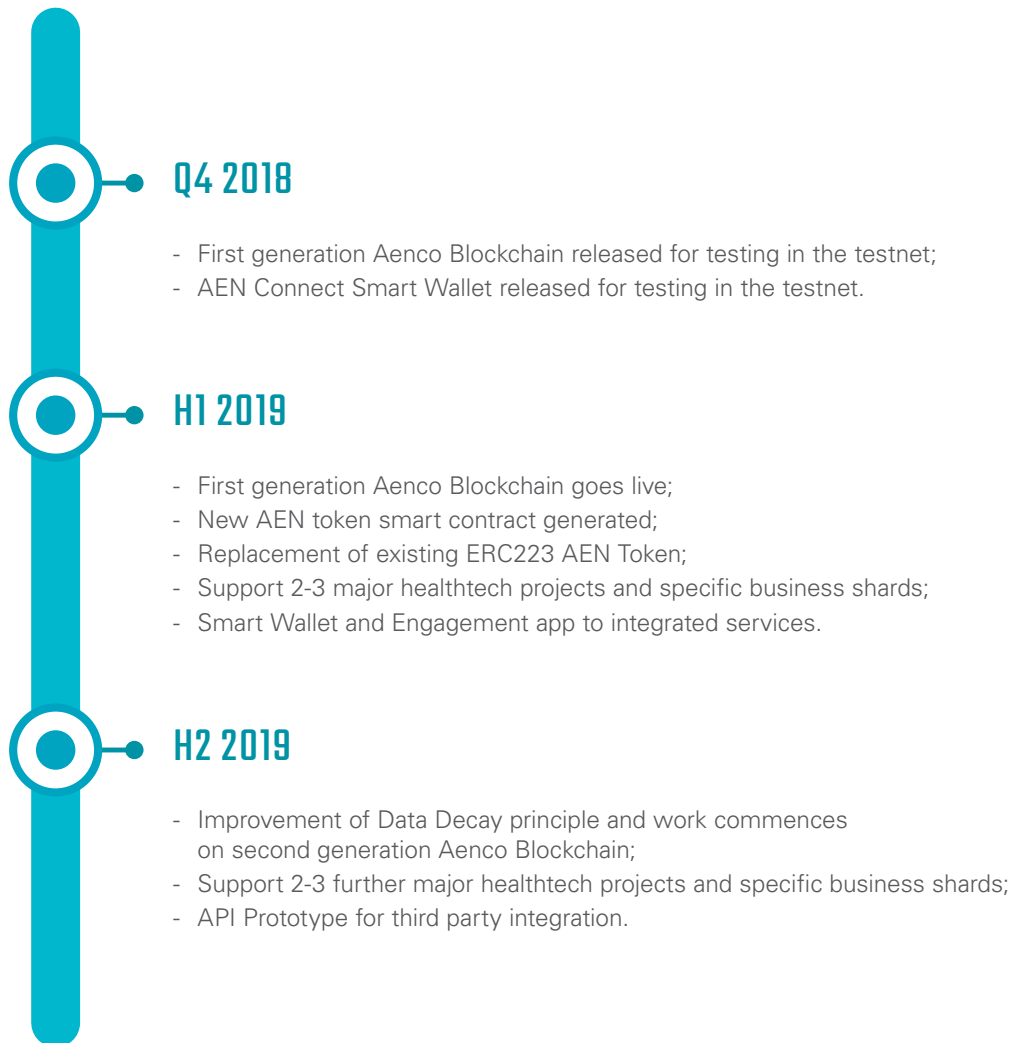 Q4 2018
- First generation Aenco Blockchain released for testing in the testnet;
- AEN Connect Smart Wallet released for testing in the testnet.
H1 2019
- First generation Aenco Blockchain goes live;
- New AEN token smart contract generated;
- Replacement of existing ERC223 AEN Token;
- Support 2-3 major healthtech projects and specific business shards;
- Smart Wallet and Engagement app to integrated services.
H2 2019
- Improvement of Data Decay principle and work commences
on second generation Aenco Blockchain;
- Support 2-3 further major healthtech projects and specific business shards;
- API Prototype for third party integration.